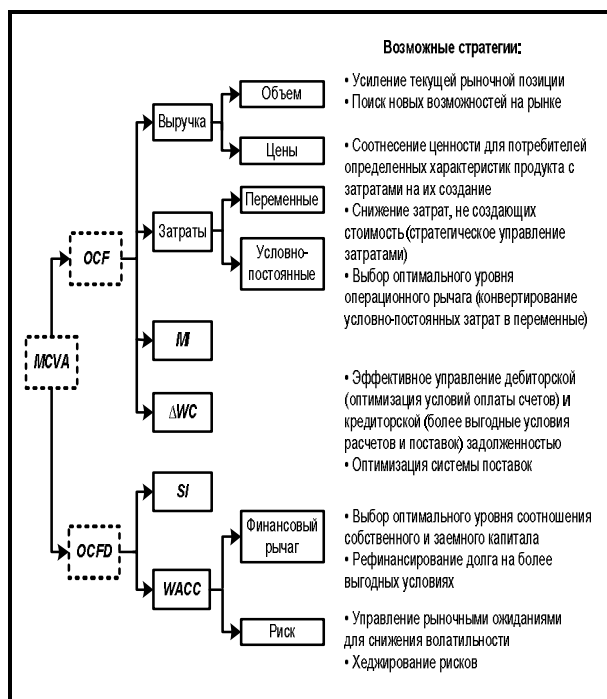 Возможные стратегии:
Объем
• Усиление текущей рыночной позиции
• Поиск новых возможностей на рынке
Выручка
Цены
• Соотнесение ценности для потребителей
определенных характеристик продукта с
затратами на их создание
Переменные
• Снижение затрат, не создающих
стоимость (стратегическое управление
затратами)
Затраты
Условно-
постоянные
• Выбор оптимального уровня
операционного рычага (конвертирование
условно-постоянных затрат в переменные)
OCF
MI
MCVA
ΔWC
• Эффективное управление дебиторской
(оптимизация условий оплаты счетов) и
кредиторской (более выгодные условия
расчетов и поставок) задолженностью
• Оптимизация системы поставок
SI
OCFD
Финансовый
рычаг
• Выбор оптимального уровня соотношения
собственного и заемного капитала
• Рефинансирование долга на более
выгодных условиях
WACC
Риск
• Управление рыночными ожиданиями
для снижения волатильности
• Хеджирование рисков